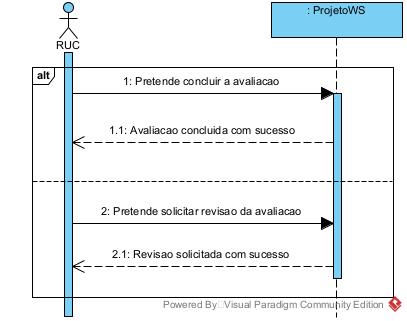 : ProjetoWS
RUC
alt
1: Pretende concluir a avaliacao
1.1: Avaliacao concluida com sucesso
2: Pretende solicitar revisao da avaliacao
2.1: Revisao solicitada com sucesso
Powered By Visual Paradigm Community Edition